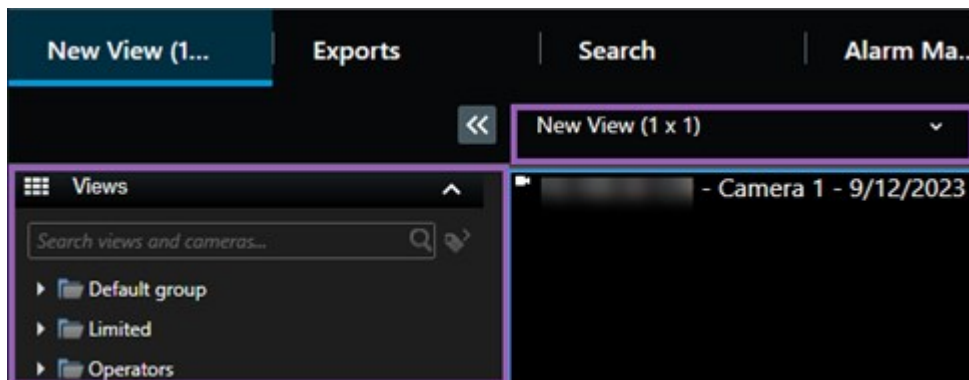 New View (1... Exports Search Alarm Ma...
New View (1 x 1)
Views
- Camera 1 - 9/12/2023
Search views and cameras...
Default group
Limited
Operators